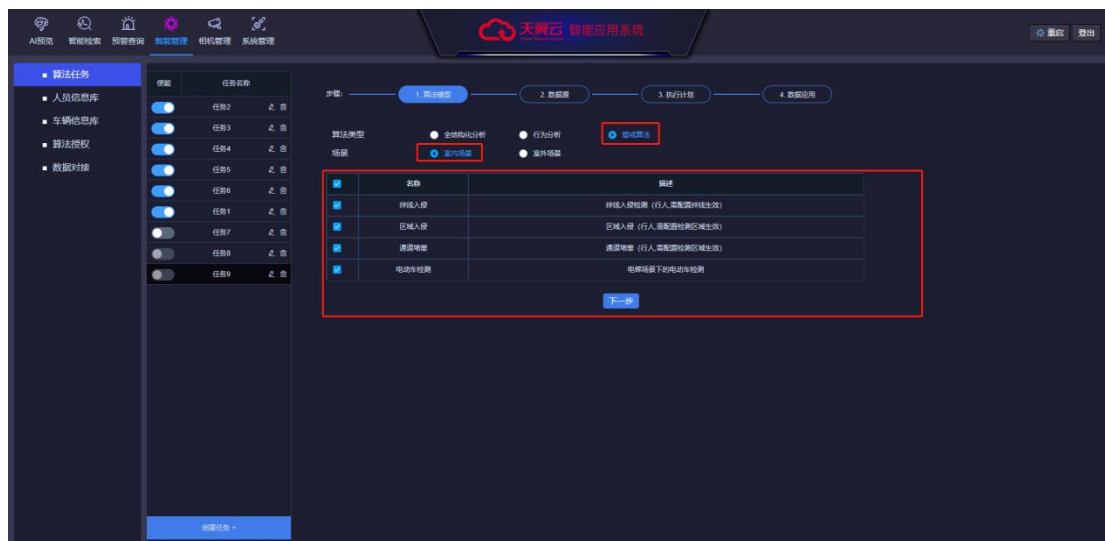 AI预览 智能检索 预警查询 智能管理 相机管理 系统管理
天翼云 智能应用系统
重启 登出
算法任务
人员信息库
车辆信息库
算法授权
数据对接
使能 任务名称
任务2
任务3
任务4
任务5
任务6
任务1
任务7
任务8
任务9
创建任务 +
步骤: 1. 算法模型 2. 数据源 3. 执行计划 4. 数据应用
算法类型 全结构化分析 行为分析 警戒算法
场景 室内场景 室外场景
名称 描述
绊线入侵 绊线入侵检测 (行人,需配置绊线生效)
区域入侵 区域入侵 (行人,需配置检测区域生效)
通道堵塞 通道堵塞 (行人,需配置检测区域生效)
电动车检测 电梯场景下的电动车检测
下一步